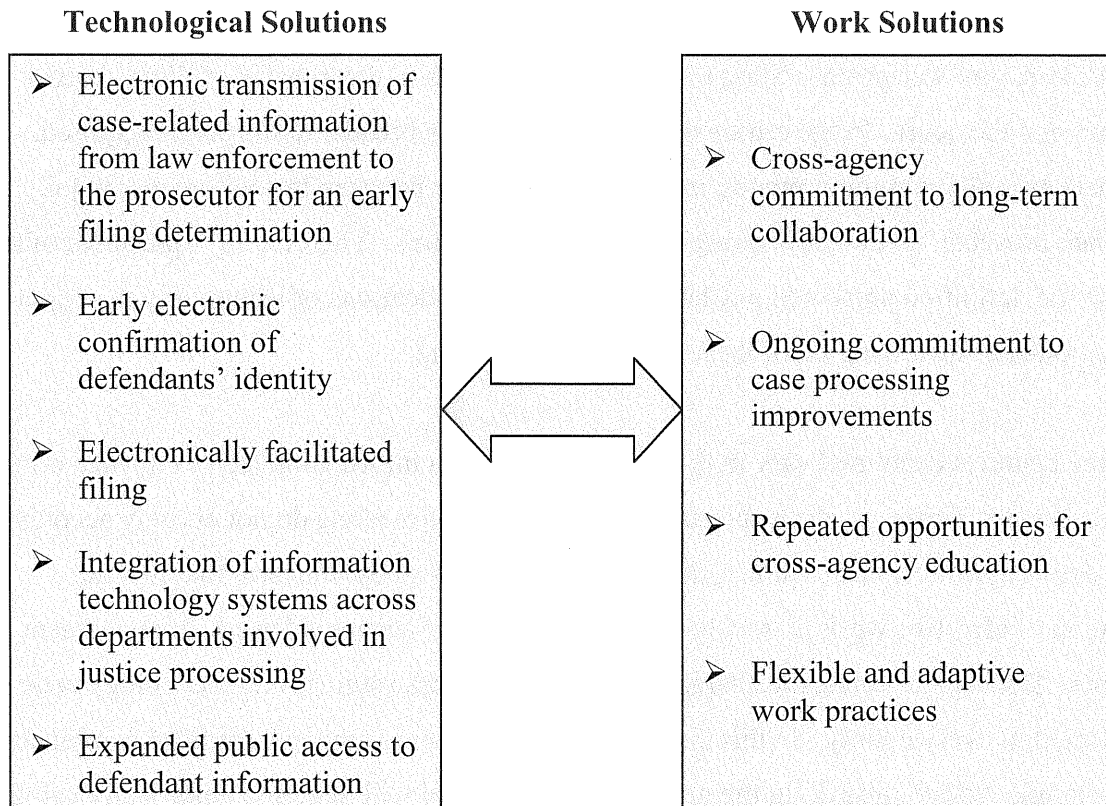 Technological Solutions
➢ Electronic transmission of
case-related information
from law enforcement to
the prosecutor for an early
filing determination
➢ Early electronic
confirmation of
defendants’ identity
➢ Electronically facilitated
filing
➢ Integration of information
technology systems across
departments involved in
justice processing
➢ Expanded public access to
defendant information
Work Solutions
➢ Cross-agency
commitment to long-term
collaboration
➢ Ongoing commitment to
case processing
improvements
➢ Repeated opportunities for
cross-agency education
➢ Flexible and adaptive
work practices